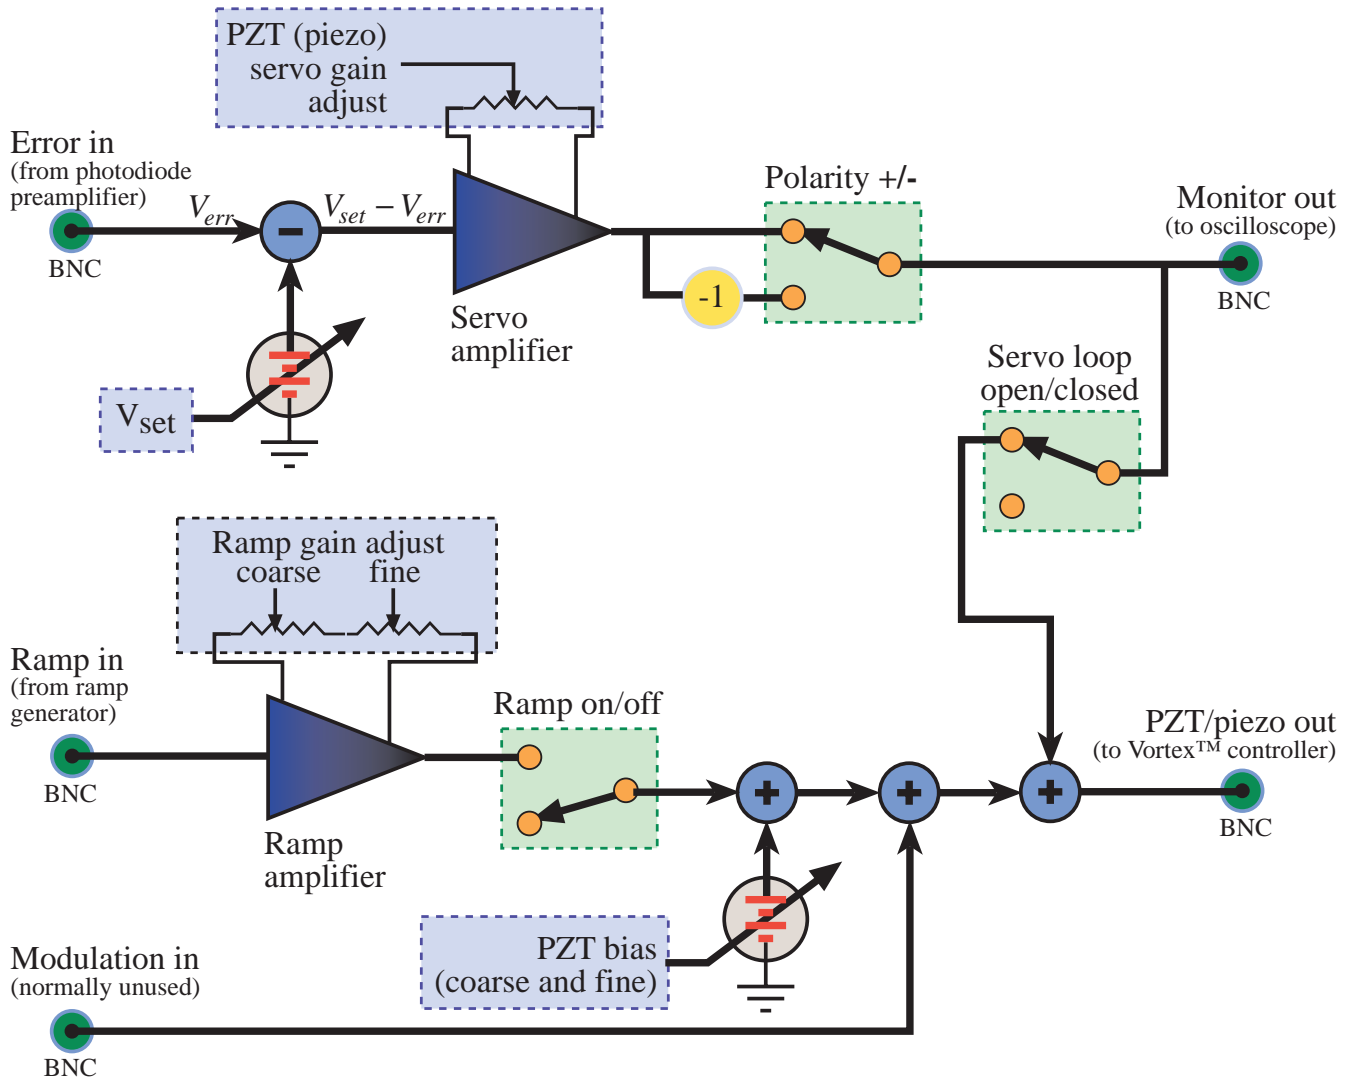 PZT (piezo)
servo gain
adjust
Error in
(from photodiode
preamplifier)
BNC
V_err
-
V_set − V_err
Servo
amplifier
V_set
Polarity +/-
-1
Monitor out
(to oscilloscope)
BNC
Servo loop
open/closed
Ramp gain adjust
coarse fine
Ramp in
(from ramp
generator)
BNC
Ramp
amplifier
Ramp on/off
+
+
+
PZT/piezo out
(to Vortex™ controller)
BNC
PZT bias
(coarse and fine)
Modulation in
(normally unused)
BNC